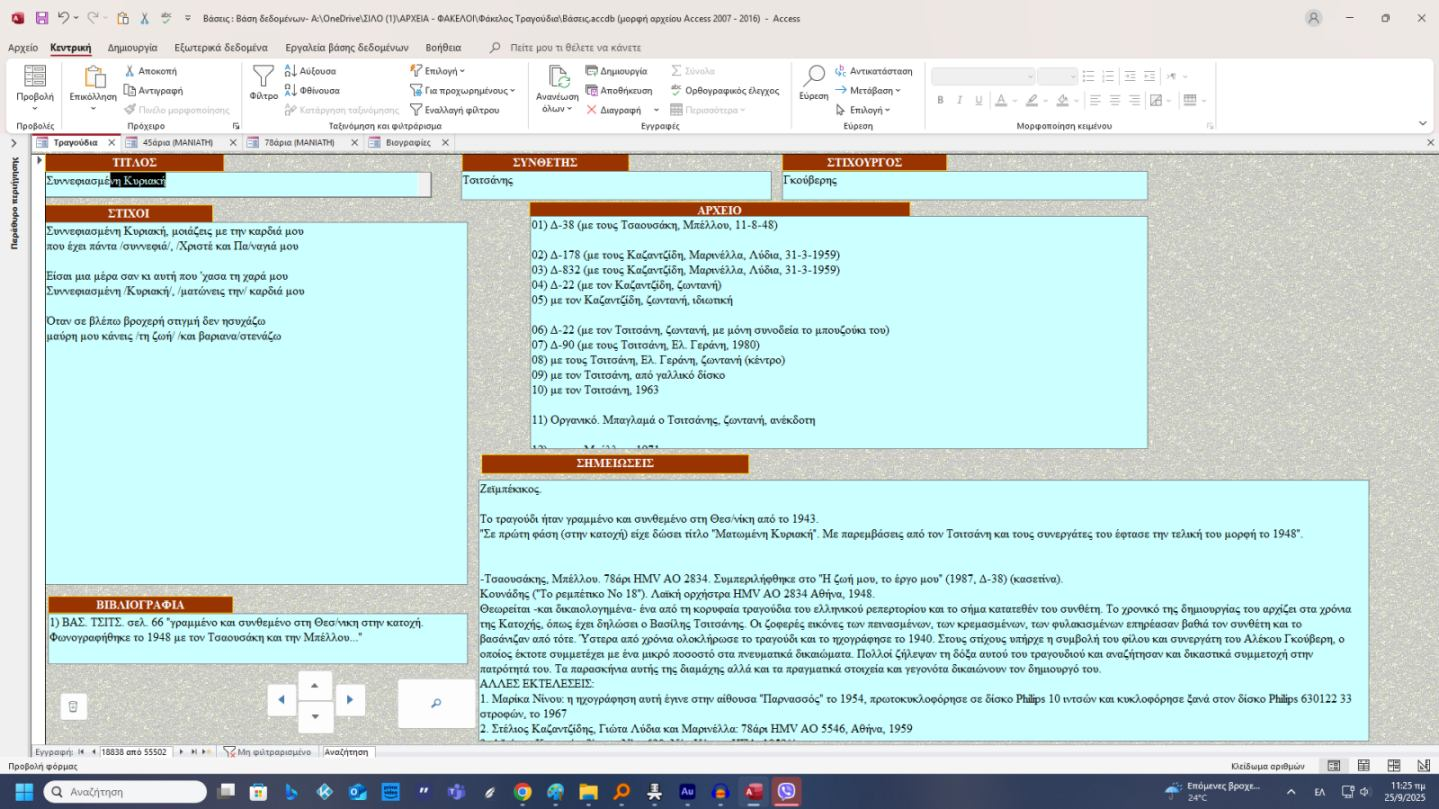 Βάσεις : Βάση δεδομένων- A:\OneDrive\ΣΙΛΟ (1)\ΑΡΧΕΙΑ - ΦΑΚΕΛΟΙ\Φάκελος Τραγούδια\Βάσεις.accdb (μορφή αρχείου Access 2007 - 2016) - Access
Αρχείο Κεντρική Δημιουργία Εξωτερικά δεδομένα Εργαλεία βάσης δεδομένων Βοήθεια Πείτε μου τι θέλετε να κάνετε
Προβολή
Προβολές
Επικόλληση
Αποκοπή
Αντιγραφή
Πινέλο μορφοποίησης
Πρόχειρο
Φίλτρο
Αύξουσα
Φθίνουσα
Κατάργηση ταξινόμησης
Επιλογή
Για προχωρημένους
Εναλλαγή φίλτρου
Ταξινόμηση και φιλτράρισμα
Ανανέωση
όλων
Δημιουργία
Αποθήκευση
Διαγραφή
Σύνολα
Ορθογραφικός έλεγχος
Περισσότερα
Εγγραφές
Εύρεση
Αντικατάσταση
Μετάβαση
Επιλογή
Εύρεση
B I U
Μορφοποίηση κειμένου
Τραγούδια 45άρια (ΜΑΝΙΑΤΗ) 78άρια (ΜΑΝΙΑΤΗ) Βιογραφίες
Παράθυρο περιήγησης
ΤΙΤΛΟΣ ΣΥΝΘΕΤΗΣ ΣΤΙΧΟΥΡΓΟΣ
Συννεφιασμένη Κυριακή Τσιτσάνης Γκούβερης
ΣΤΙΧΟΙ
Συννεφιασμένη Κυριακή, μοιάζεις με την καρδιά μου
που έχει πάντα /συννεφιά/, /Χριστέ και Πα/ναγιά μου
Είσαι μια μέρα σαν κι αυτή που 'χασα τη χαρά μου
Συννεφιασμένη /Κυριακή/, /ματώνεις την/ καρδιά μου
Όταν σε βλέπω βροχερή στιγμή δεν ησυχάζω
μαύρη μου κάνεις /τη ζωή/ /και βαριανα/στενάζω
ΑΡΧΕΙΟ
01) Δ-38 (με τους Τσαουσάκη, Μπέλλου, 11-8-48)
02) Δ-178 (με τους Καζαντζίδη, Μαρινέλλα, Λύδια, 31-3-1959)
03) Δ-832 (με τους Καζαντζίδη, Μαρινέλλα, Λύδια, 31-3-1959)
04) Δ-22 (με τον Καζαντζίδη, ζωντανή)
05) με τον Καζαντζίδη, ζωντανή, ιδιωτική
06) Δ-22 (με τον Τσιτσάνη, ζωντανή, με μόνη συνοδεία το μπουζούκι του)
07) Δ-90 (με τους Τσιτσάνη, Ελ. Γεράνη, 1980)
08) με τους Τσιτσάνη, Ελ. Γεράνη, ζωντανή (κέντρο)
09) με τον Τσιτσάνη, από γαλλικό δίσκο
10) με τον Τσιτσάνη, 1963
11) Οργανικό. Μπαγλαμά ο Τσιτσάνης, ζωντανή, ανέκδοτη
ΣΗΜΕΙΩΣΕΙΣ
Ζεϊμπέκικος.
Το τραγούδι ήταν γραμμένο και συνθεμένο στη Θεσ/νίκη από το 1943.
"Σε πρώτη φάση (στην κατοχή) είχε δώσει τίτλο "Ματωμένη Κυριακή". Με παρεμβάσεις από τον Τσιτσάνη και τους συνεργάτες του έφτασε την τελική του μορφή το 1948".
-Τσαουσάκης, Μπέλλου. 78άρι HMV AO 2834. Συμπεριλήφθηκε στο "Η ζωή μου, το έργο μου" (1987, Δ-38) (κασετίνα).
Κουνάδης ("Το ρεμπέτικο Νο 18"). Λαϊκή ορχήστρα HMV AO 2834 Αθήνα, 1948.
Θεωρείται -και δικαιολογημένα- ένα από τη κορυφαία τραγούδια του ελληνικού ρεπερτορίου και το σήμα κατατεθέν του συνθέτη. Το χρονικό της δημιουργίας του αρχίζει στα χρόνια
της Κατοχής, όπως έχει δηλώσει ο Βασίλης Τσιτσάνης. Οι ζοφερές εικόνες των πεινασμένων, των κρεμασμένων, των φυλακισμένων επηρέασαν βαθιά τον συνθέτη και το
βασάνιζαν από τότε. Ύστερα από χρόνια ολοκλήρωσε το τραγούδι και το ηχογράφησε το 1940. Στους στίχους υπήρχε η συμβολή του φίλου και συνεργάτη του Αλέκου Γκούβερη, ο
οποίος έκτοτε συμμετέχει με ένα μικρό ποσοστό στα πνευματικά δικαιώματα. Πολλοί ζήλεψαν τη δόξα αυτού του τραγουδιού και αναζήτησαν και δικαστικά συμμετοχή στην
πατρότητά του. Τα παρασκήνια αυτής της διαμάχης αλλά και τα πραγματικά στοιχεία και γεγονότα δικαιώνουν τον δημιουργό του.
ΑΛΛΕΣ ΕΚΤΕΛΕΣΕΙΣ:
1. Μαρίκα Νίνου: η ηχογράφηση αυτή έγινε στην αίθουσα "Παρνασσός" το 1954, πρωτοκυκλοφόρησε σε δίσκο Philips 10 ιντσών και κυκλοφόρησε ξανά στον δίσκο Philips 630122 33
στροφών, το 1967
2. Στέλιος Καζαντζίδης, Γιώτα Λύδια και Μαρινέλλα: 78άρι HMV AO 5546, Αθήνα, 1959
ΒΙΒΛΙΟΓΡΑΦΙΑ
1) ΒΑΣ. ΤΣΙΤΣ. σελ. 66 "γραμμένο και συνθεμένο στη Θεσ/νικη στην κατοχή.
Φωνογραφήθηκε το 1948 με τον Τσαουσάκη και την Μπέλλου..."
Εγγραφή: 18838 από 55502 Μη φιλτραρισμένο Αναζήτηση
Προβολή φόρμας Κλείδωμα αριθμών
Αναζήτηση
Επόμενες βροχε...
24°C
ΕΛ
11:25 πμ
25/9/2025